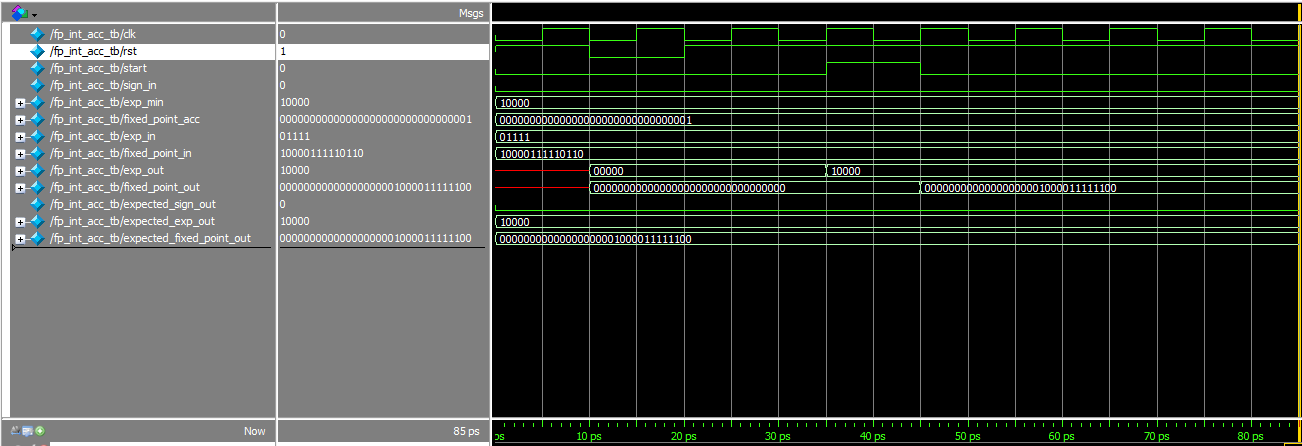 Msgs
/fp_int_acc_tb/clk 0
/fp_int_acc_tb/rst 1
/fp_int_acc_tb/start 0
/fp_int_acc_tb/sign_in 0
/fp_int_acc_tb/exp_min 10000 10000
/fp_int_acc_tb/fixed_point_acc 00000000000000000000000000000001 00000000000000000000000000000001
/fp_int_acc_tb/exp_in 01111 01111
/fp_int_acc_tb/fixed_point_in 10000111110110 10000111110110
/fp_int_acc_tb/exp_out 10000 00000 10000
/fp_int_acc_tb/fixed_point_out 00000000000000000001000011111100 00000000000000000000000000000000 00000000000000000001000011111100
/fp_int_acc_tb/expected_sign_out 0
/fp_int_acc_tb/expected_exp_out 10000 10000
/fp_int_acc_tb/expected_fixed_point_out 00000000000000000001000011111100 00000000000000000001000011111100
Now 85 ps ps 10 ps 20 ps 30 ps 40 ps 50 ps 60 ps 70 ps 80 ps